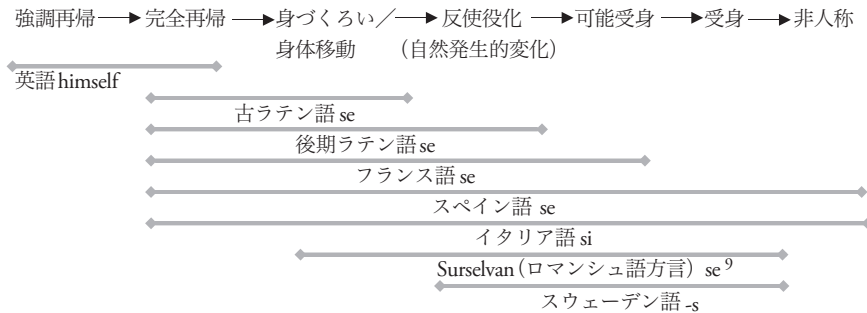 強調再帰 完全再帰 身づくろい/ 反使役化 可能受身 受身 非人称
身体移動 (自然発生的変化)
英語 himself
古ラテン語 se
後期ラテン語 se
フランス語 se
スペイン語 se
イタリア語 si
Surselvan(ロマンシュ語方言) se 9
スウェーデン語 -s